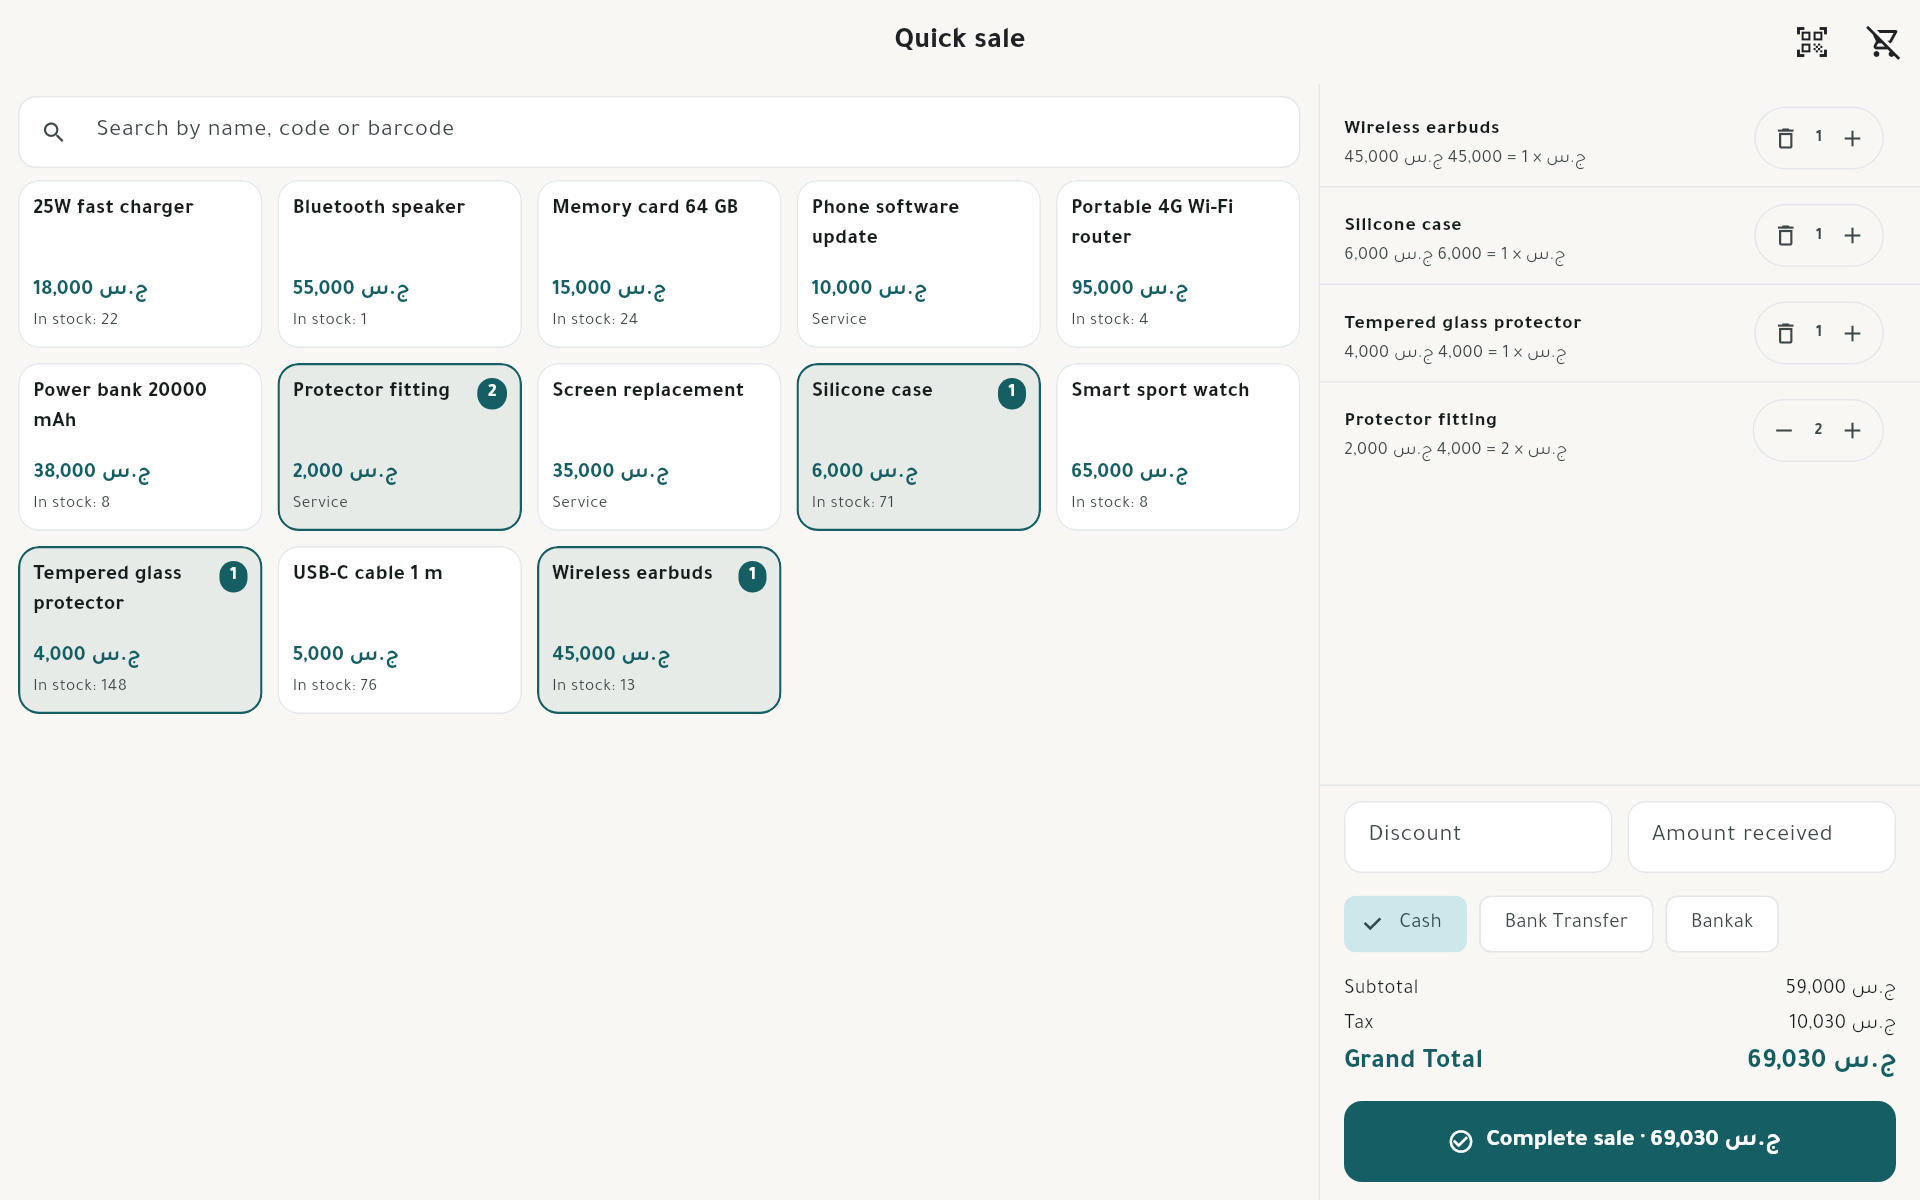 Quick sale
Search by name, code or barcode
25W fast charger
18,000 ج.س
In stock: 22
Bluetooth speaker
55,000 ج.س
In stock: 1
Memory card 64 GB
15,000 ج.س
In stock: 24
Phone software
update
10,000 ج.س
Service
Portable 4G Wi-Fi
router
95,000 ج.س
In stock: 4
Power bank 20000
mAh
38,000 ج.س
In stock: 8
Protector fitting
2
2,000 ج.س
Service
Screen replacement
35,000 ج.س
Service
Silicone case
1
6,000 ج.س
In stock: 71
Smart sport watch
65,000 ج.س
In stock: 8
Tempered glass
protector
1
4,000 ج.س
In stock: 148
USB-C cable 1 m
5,000 ج.س
In stock: 76
Wireless earbuds
1
45,000 ج.س
In stock: 13
Wireless earbuds
45,000 ج.س 45,000 = 1 × ج.س
1
Silicone case
6,000 ج.س 6,000 = 1 × ج.س
1
Tempered glass protector
4,000 ج.س 4,000 = 1 × ج.س
1
Protector fitting
2,000 ج.س 4,000 = 2 × ج.س
2
Discount
Amount received
Cash
Bank Transfer
Bankak
Subtotal 59,000 ج.س
Tax 10,030 ج.س
Grand Total 69,030 ج.س
Complete sale · 69,030 ج.س